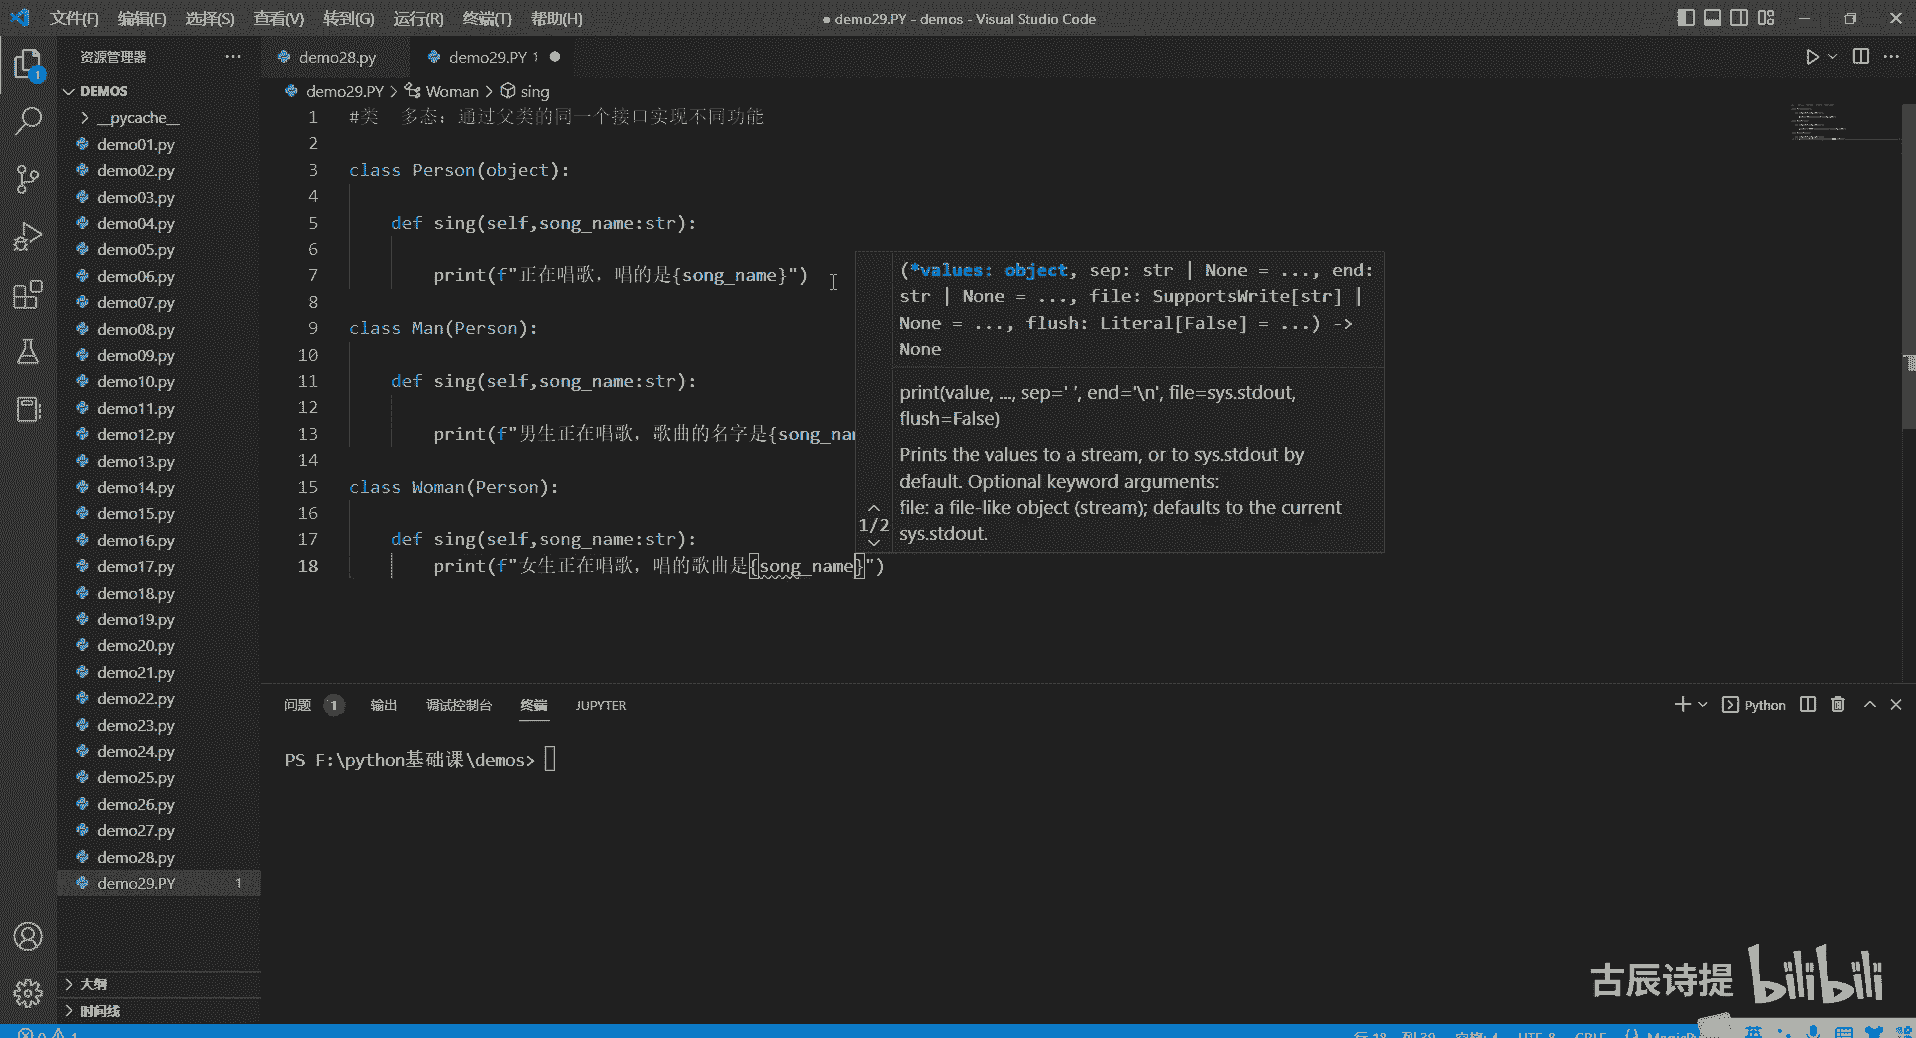 文件(F) 编辑(E) 选择(S) 查看(V) 转到(G) 运行(R) 终端(T) 帮助(H)
● demo29.PY - demos - Visual Studio Code
资源管理器
demo28.py
demo29.PY 1
DEMOS
demo29.PY > Woman > sing
__pycache__
demo01.py
demo02.py
demo03.py
demo04.py
demo05.py
demo06.py
demo07.py
demo08.py
demo09.py
demo10.py
demo11.py
demo12.py
demo13.py
demo14.py
demo15.py
demo16.py
demo17.py
demo18.py
demo19.py
demo20.py
demo21.py
demo22.py
demo23.py
demo24.py
demo25.py
demo26.py
demo27.py
demo28.py
demo29.PY 1
大纲
时间线
1 #类 多态：通过父类的同一个接口实现不同功能
2
3 class Person(object):
4
5 def sing(self,song_name:str):
6
7 print(f"正在唱歌，唱的是{song_name}")
8
9 class Man(Person):
10
11 def sing(self,song_name:str):
12
13 print(f"男生正在唱歌，歌曲的名字是{song_nam
14
15 class Woman(Person):
16
17 def sing(self,song_name:str):
18 print(f"女生正在唱歌，唱的歌曲是{song_name}")
(*values: object, sep: str | None = ..., end:
str | None = ..., file: SupportsWrite[str] |
None = ..., flush: Literal[False] = ...) ->
None
print(value, ..., sep=' ', end='\n', file=sys.stdout,
flush=False)
Prints the values to a stream, or to sys.stdout by
default. Optional keyword arguments:
file: a file-like object (stream); defaults to the current
sys.stdout.
1/2
问题 1 输出 调试控制台 终端 JUPYTER
Python
PS F:\python基础课\demos>
古辰诗提 bilibili